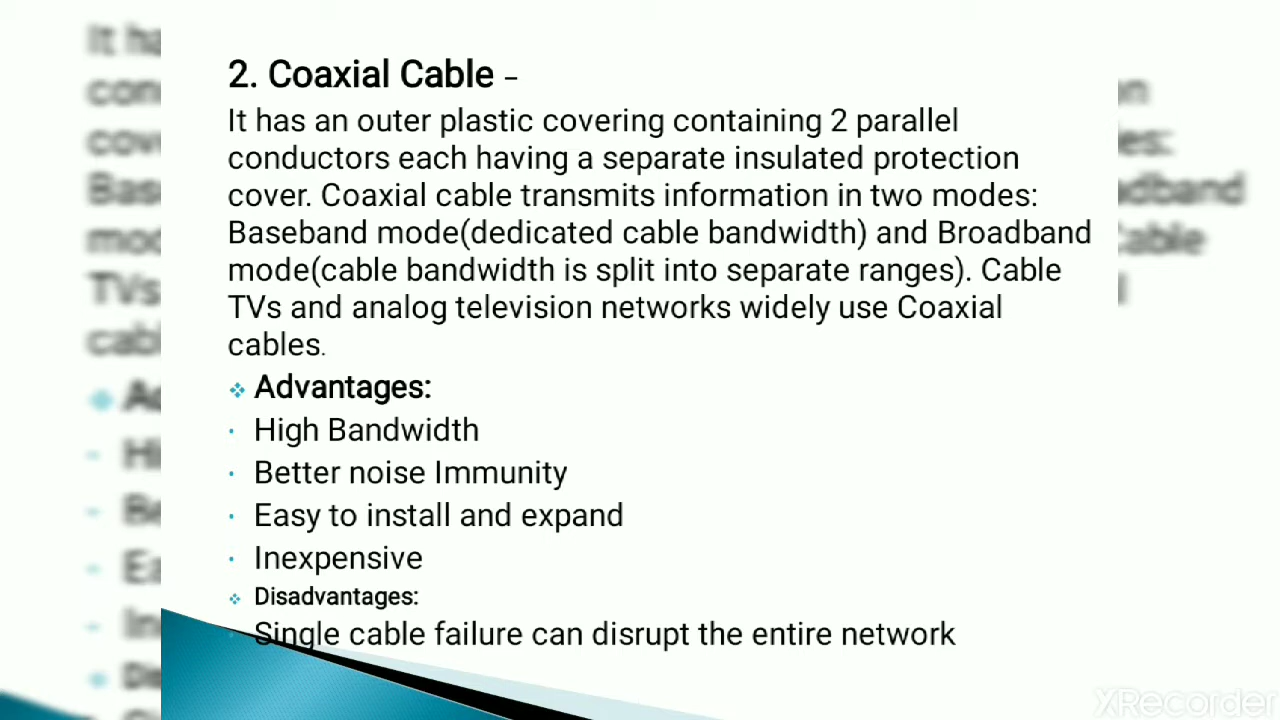 2. Coaxial Cable –
It has an outer plastic covering containing 2 parallel
conductors each having a separate insulated protection
cover. Coaxial cable transmits information in two modes:
Baseband mode(dedicated cable bandwidth) and Broadband
mode(cable bandwidth is split into separate ranges). Cable
TVs and analog television networks widely use Coaxial
cables.
Advantages:
High Bandwidth
Better noise Immunity
Easy to install and expand
Inexpensive
Disadvantages:
Single cable failure can disrupt the entire network
XRecorder